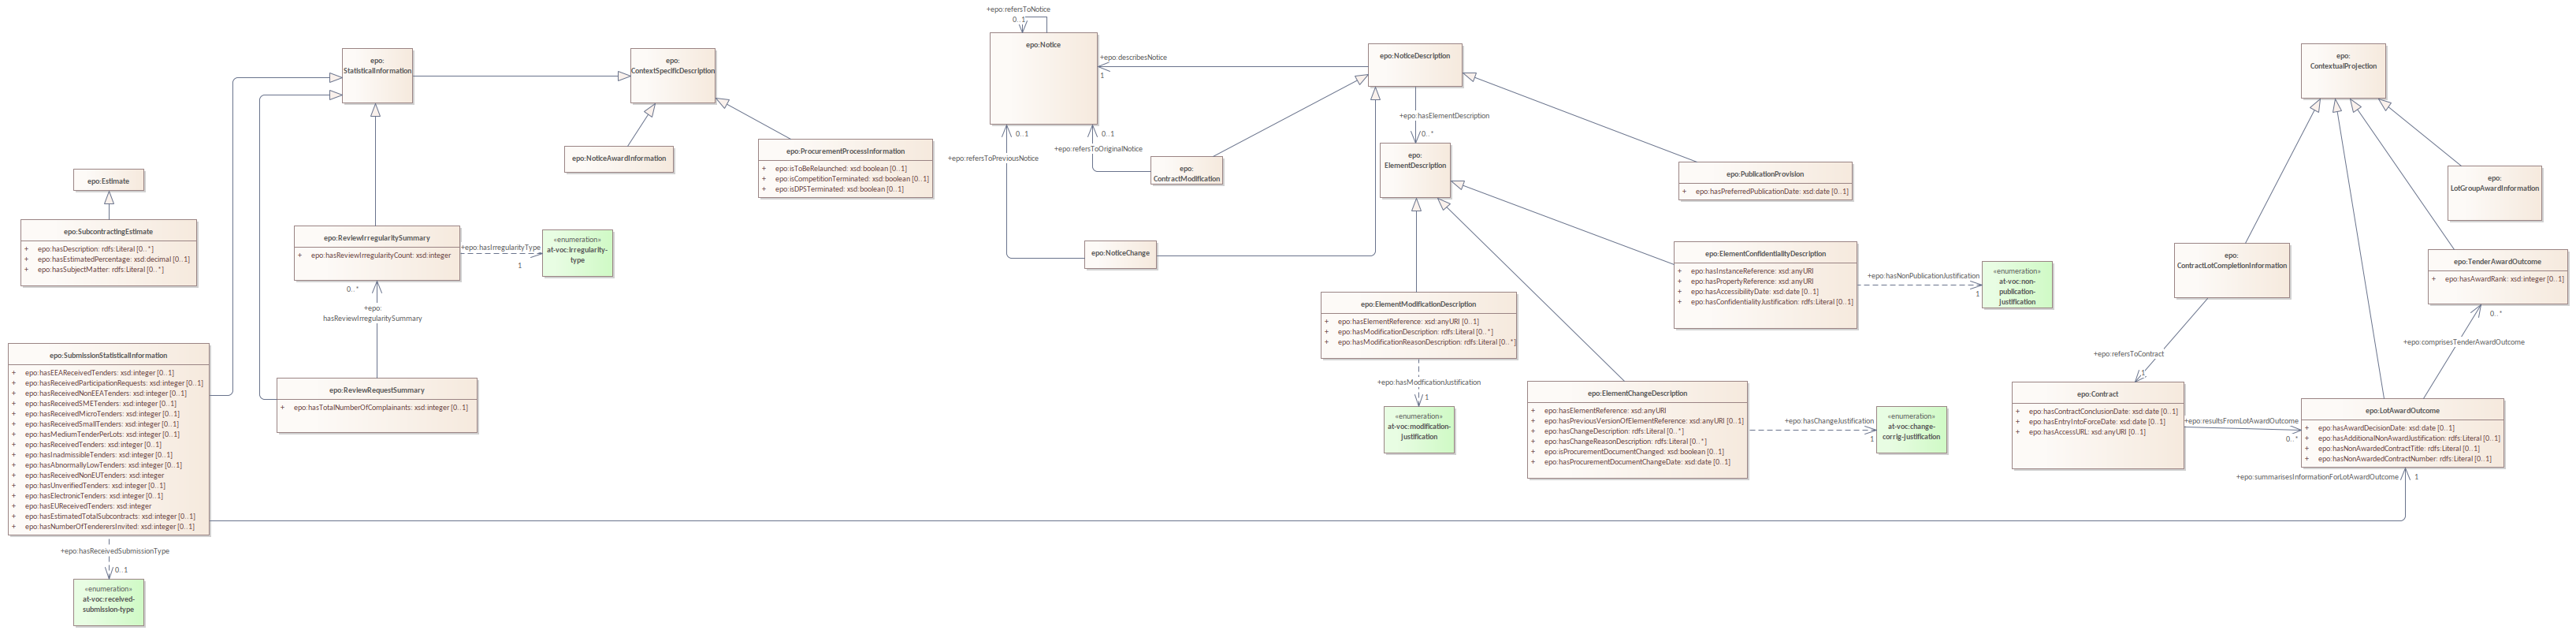 +epo:refersToNotice
0..1
epo:Notice
epo:
StatisticalInformation
epo:
ContextSpecificDescription
epo:NoticeAwardInformation
epo:ProcurementProcessInformation
+ epo:isToBeRelaunched: xsd:boolean [0..1]
+ epo:isCompetitionTerminated: xsd:boolean [0..1]
+ epo:isDPSTerminated: xsd:boolean [0..1]
epo:Estimate
epo:SubcontractingEstimate
+ epo:hasDescription: rdfs:Literal [0..*]
+ epo:hasEstimatedPercentage: xsd:decimal [0..1]
+ epo:hasSubjectMatter: rdfs:Literal [0..*]
epo:ReviewIrregularitySummary
+ epo:hasReviewIrregularityCount: xsd:integer
+epo:hasIrregularityType
1
«enumeration»
at-voc:irregularity-
type
0..*
+epo:
hasReviewIrregularitySummary
epo:ReviewRequestSummary
+ epo:hasTotalNumberOfComplainants: xsd:integer [0..1]
epo:SubmissionStatisticalInformation
+ epo:hasEEAReceivedTenders: xsd:integer [0..1]
+ epo:hasReceivedParticipationRequests: xsd:integer [0..1]
+ epo:hasReceivedNonEEATenders: xsd:integer [0..1]
+ epo:hasReceivedSMETenders: xsd:integer [0..1]
+ epo:hasReceivedMicroTenders: xsd:integer [0..1]
+ epo:hasReceivedSmallTenders: xsd:integer [0..1]
+ epo:hasMediumTenderPerLots: xsd:integer [0..1]
+ epo:hasReceivedTenders: xsd:integer [0..1]
+ epo:hasInadmissibleTenders: xsd:integer [0..1]
+ epo:hasAbnormallyLowTenders: xsd:integer [0..1]
+ epo:hasReceivedNonEUTenders: xsd:integer
+ epo:hasUnverifiedTenders: xsd:integer [0..1]
+ epo:hasElectronicTenders: xsd:integer [0..1]
+ epo:hasEUReceivedTenders: xsd:integer
+ epo:hasEstimatedTotalSubcontracts: xsd:integer [0..1]
+ epo:hasNumberOfTenderersInvited: xsd:integer [0..1]
+epo:hasReceivedSubmissionType
0..1
«enumeration»
at-voc:received-
submission-type
+epo:describesNotice
1
epo:NoticeDescription
+epo:hasElementDescription
0..*
0..1
+epo:refersToPreviousNotice
0..1
+epo:refersToOriginalNotice
epo:
ContractModification
epo:
ElementDescription
epo:NoticeChange
epo:PublicationProvision
+ epo:hasPreferredPublicationDate: xsd:date [0..1]
epo:ElementConfidentialityDescription
+ epo:hasInstanceReference: xsd:anyURI
+ epo:hasPropertyReference: xsd:anyURI
+ epo:hasAccessibilityDate: xsd:date [0..1]
+ epo:hasConfidentialityJustification: rdfs:Literal [0..1]
+epo:hasNonPublicationJustification
1
«enumeration»
at-voc:non-
publication-
justification
epo:ElementModificationDescription
+ epo:hasElementReference: xsd:anyURI [0..1]
+ epo:hasModificationDescription: rdfs:Literal [0..*]
+ epo:hasModificationReasonDescription: rdfs:Literal [0..*]
+epo:hasModificationJustification
1
«enumeration»
at-voc:modification-
justification
epo:ElementChangeDescription
+ epo:hasElementReference: xsd:anyURI
+ epo:hasPreviousVersionOfElementReference: xsd:anyURI [0..1]
+ epo:hasChangeDescription: rdfs:Literal [0..*]
+ epo:hasChangeReasonDescription: rdfs:Literal [0..*]
+ epo:isProcurementDocumentChanged: xsd:boolean [0..1]
+ epo:hasProcurementDocumentChangeDate: xsd:date [0..1]
+epo:hasChangeJustification
1
«enumeration»
at-voc:change-
corrig-justification
epo:
ContextualProjection
epo:
LotGroupAwardInformation
epo:
ContractLotCompletionInformation
epo:TenderAwardOutcome
+ epo:hasAwardRank: xsd:integer [0..1]
0..*
+epo:comprisesTenderAwardOutcome
+epo:refersToContract
1
epo:Contract
+ epo:hasContractConclusionDate: xsd:date [0..1]
+ epo:hasEntryIntoForceDate: xsd:date [0..1]
+ epo:hasAccessURL: xsd:anyURI [0..1]
+epo:resultsFromLotAwardOutcome
0..*
epo:LotAwardOutcome
+ epo:hasAwardDecisionDate: xsd:date [0..1]
+ epo:hasAdditionalNonAwardJustification: rdfs:Literal [0..1]
+ epo:hasNonAwardedContractTitle: rdfs:Literal [0..1]
+ epo:hasNonAwardedContractNumber: rdfs:Literal [0..1]
+epo:summarisesInformationForLotAwardOutcome
1